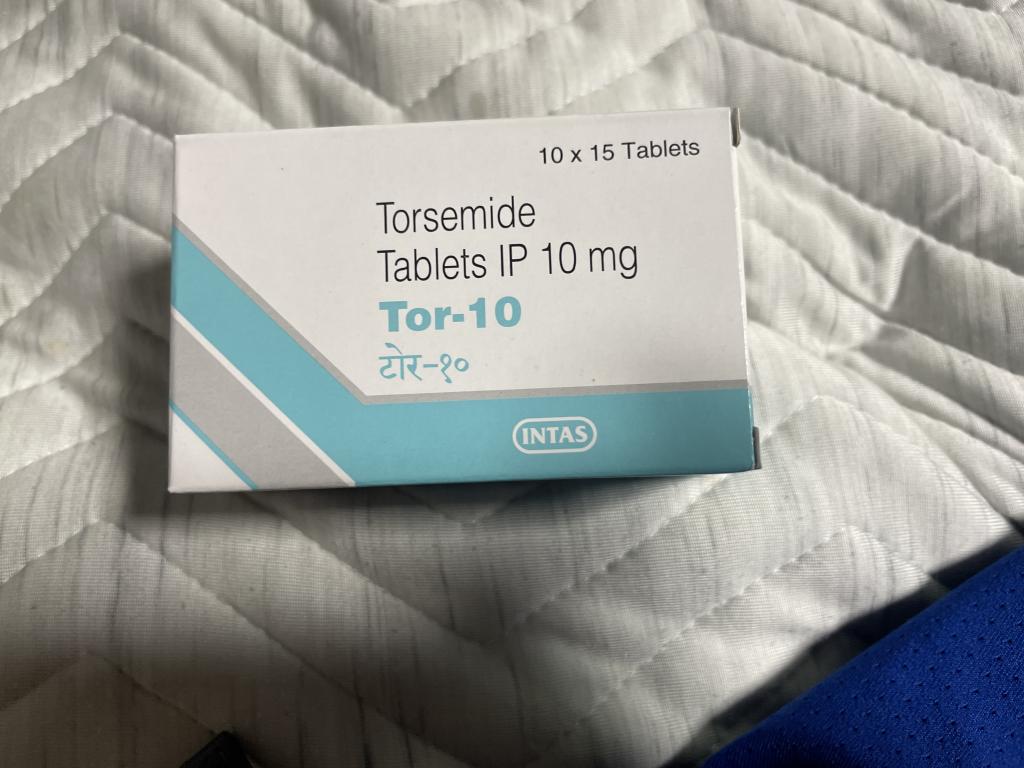 10 x 15 Tablets
Torsemide
Tablets IP 10 mg
Tor-10
टोर-१०
INTAS